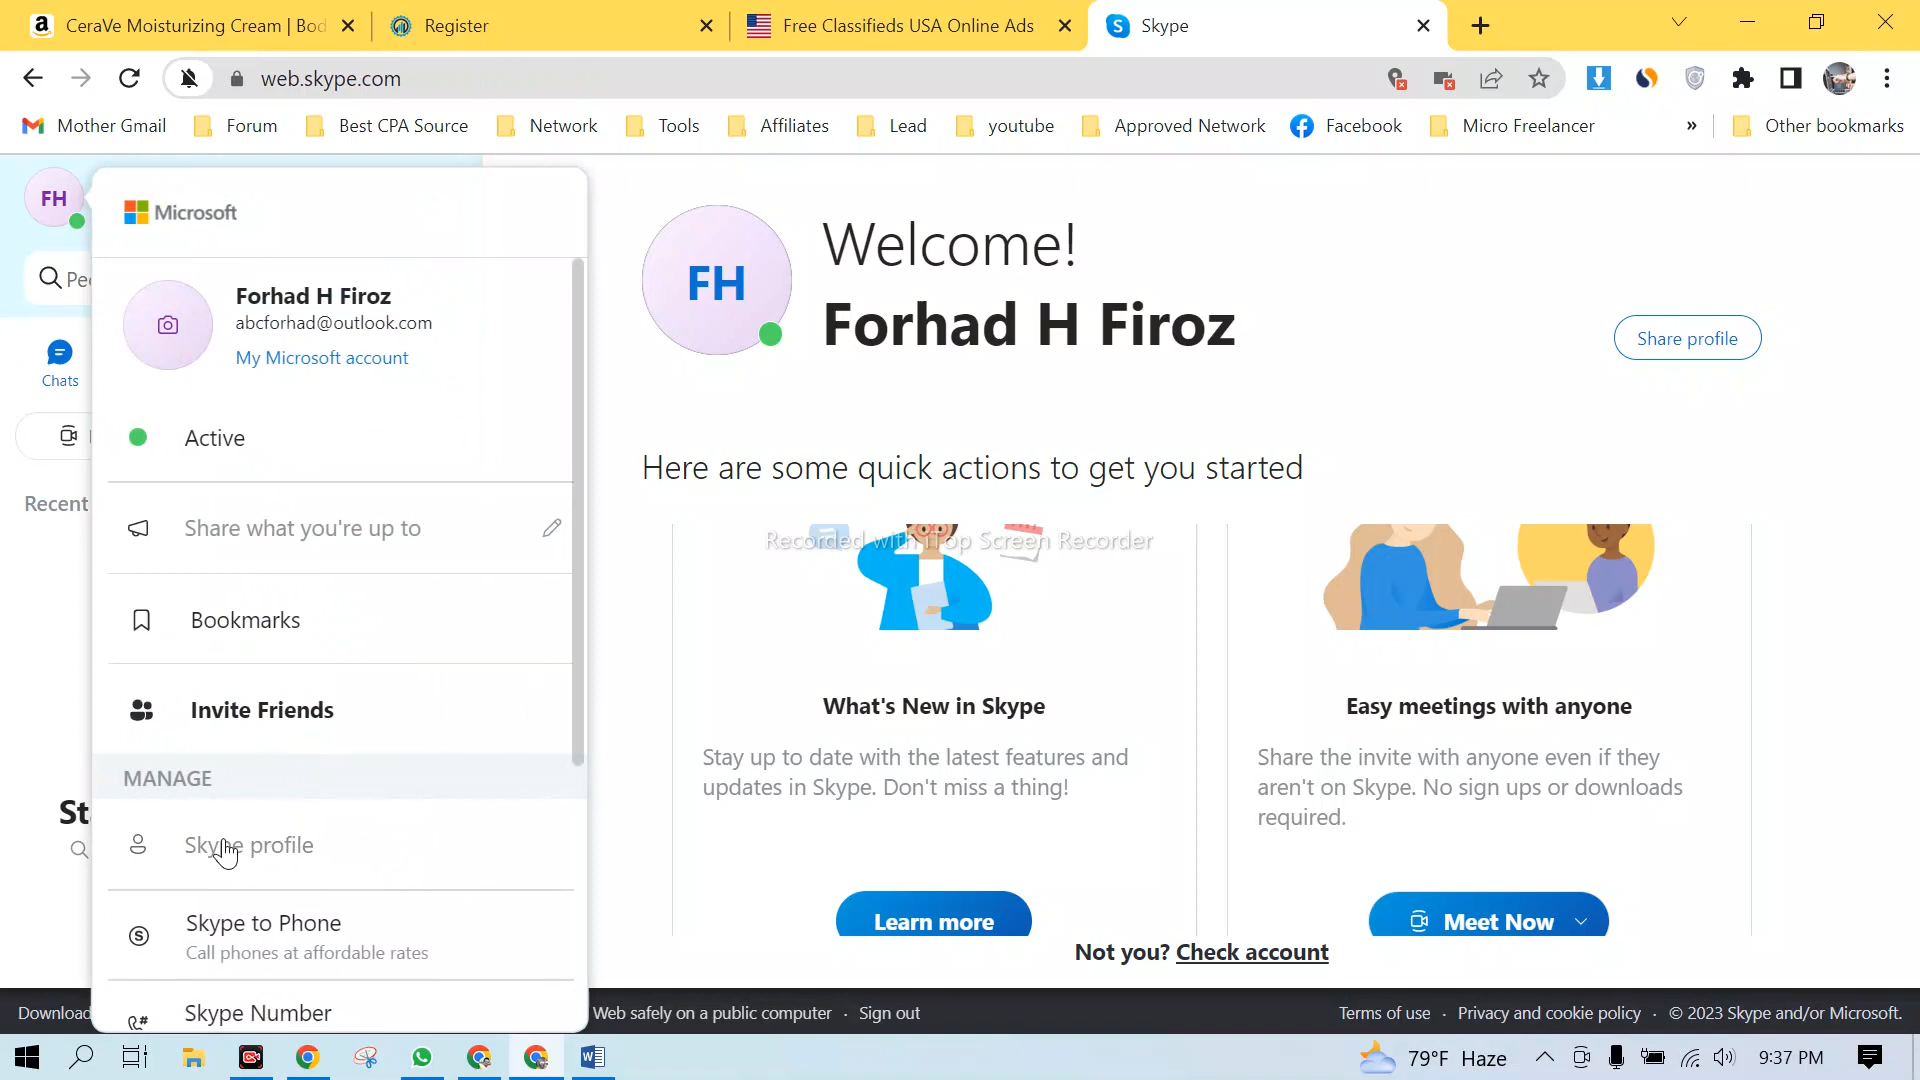 CeraVe Moisturizing Cream | Bod
Register
Free Classifieds USA Online Ads
Skype
web.skype.com
Mother Gmail
Forum
Best CPA Source
Network
Tools
Affiliates
Lead
youtube
Approved Network
Facebook
Micro Freelancer
»
Other bookmarks
FH
Chats
Recent
Microsoft
Forhad H Firoz
abcforhad@outlook.com
My Microsoft account
Active
Share what you're up to
Bookmarks
Invite Friends
MANAGE
Skype profile
Skype to Phone
Call phones at affordable rates
Skype Number
FH
Welcome!
Forhad H Firoz
Share profile
Here are some quick actions to get you started
Recorded with iTop Screen Recorder
What's New in Skype
Stay up to date with the latest features and
updates in Skype. Don't miss a thing!
Learn more
Easy meetings with anyone
Share the invite with anyone even if they
aren't on Skype. No sign ups or downloads
required.
Meet Now
Not you? Check account
Download
Web safely on a public computer · Sign out
Terms of use · Privacy and cookie policy · © 2023 Skype and/or Microsoft.
79°F Haze
9:37 PM